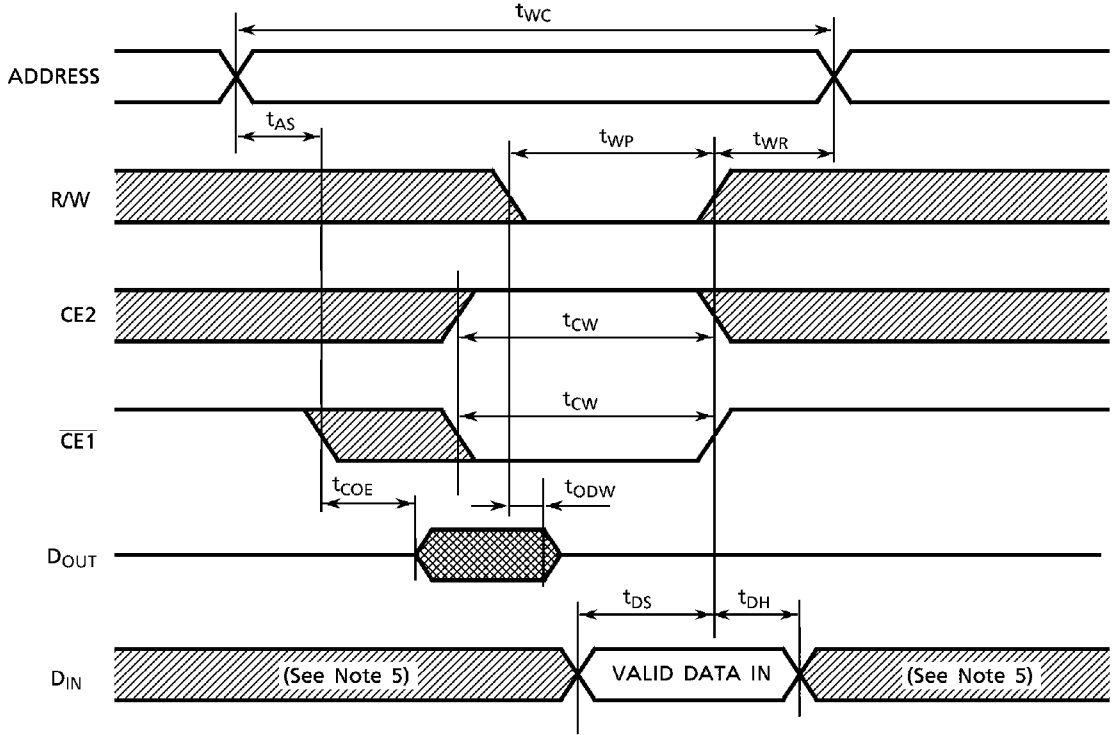 tWC
ADDRESS
tAS
tWP
tWR
R/W
CE2
tCW
CE1
tCW
tCOE
tODW
DOUT
tDS
tDH
DIN
(See Note 5)
VALID DATA IN
(See Note 5)